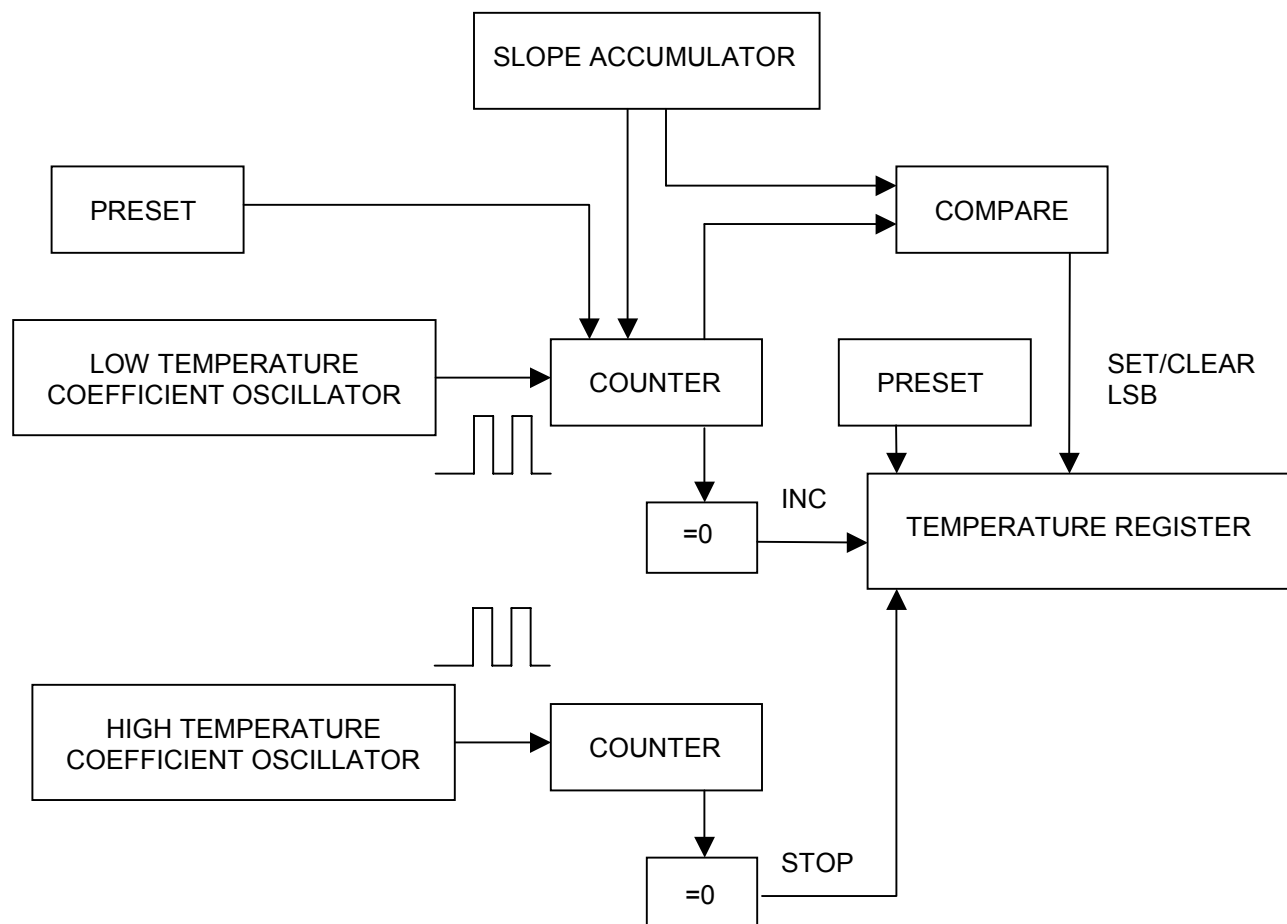 SLOPE ACCUMULATOR
PRESET
COMPARE
LOW TEMPERATURE
COEFFICIENT OSCILLATOR
COUNTER
PRESET
SET/CLEAR
LSB
=0
INC
TEMPERATURE REGISTER
HIGH TEMPERATURE
COEFFICIENT OSCILLATOR
COUNTER
=0
STOP